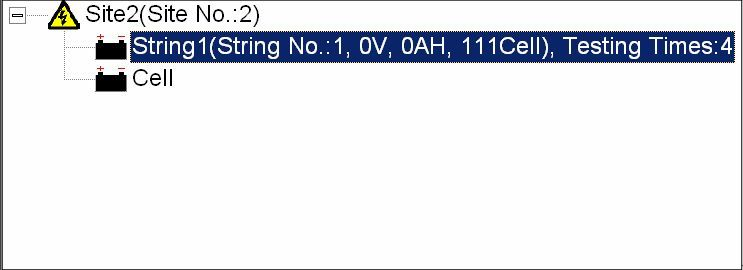 Site2(Site No.:2)
String1(String No.:1, 0V, 0AH, 111Cell), Testing Times:4
Cell